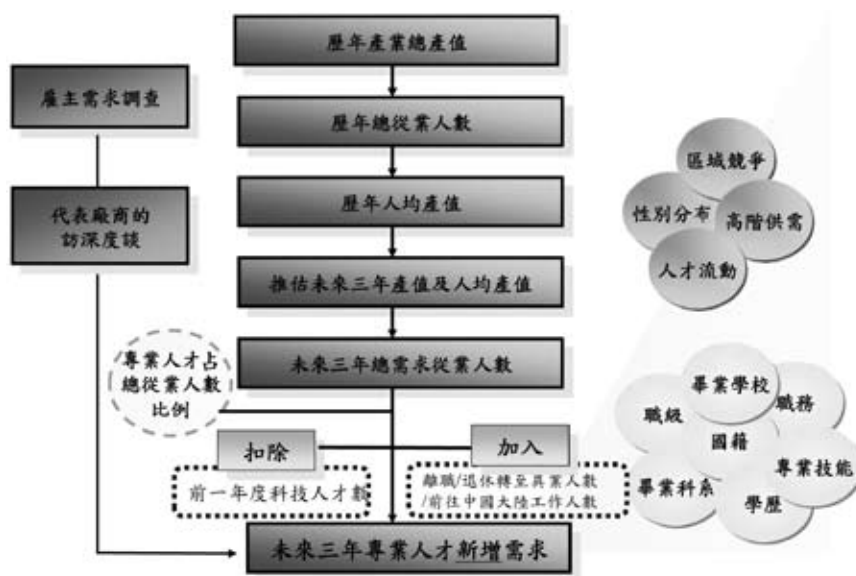 歷年產業總產值
雇主需求調查
歷年總從業人數
代表廠商的
訪深度談
歷年人均產值
推估未來三年產值及人均產值
未來三年總需求從業人數
專業人才占
總從業人數
比例
扣除
前一年度科技人才數
加入
離職/退休轉至異業人數
/前往中國大陸工作人數
未來三年專業人才新增需求
區域競爭
性別分布
高階供需
人才流動
畢業學校
職級
職務
國籍
專業技能
畢業科系
學歷